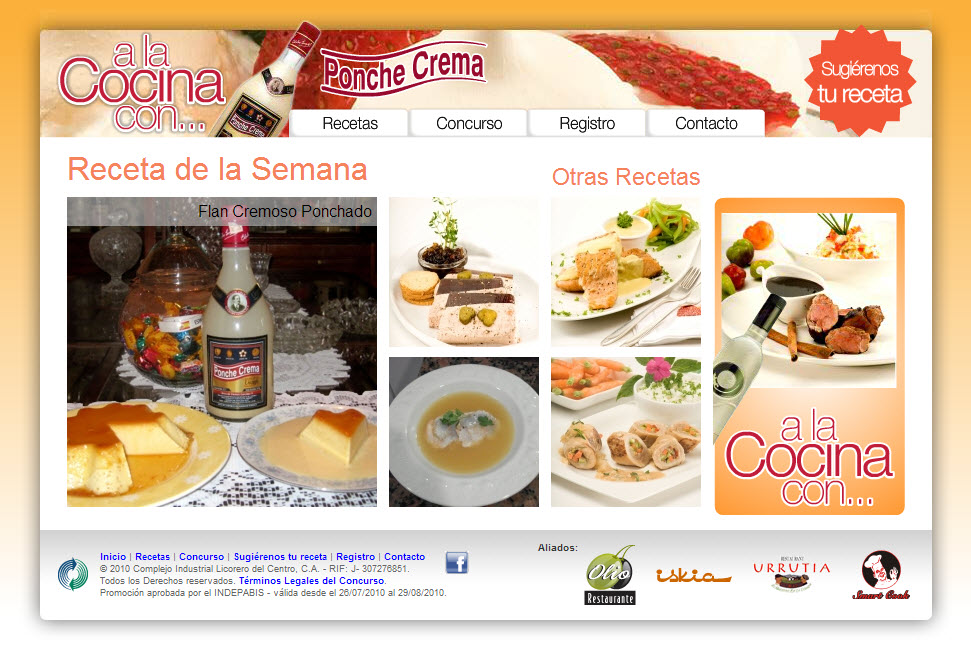 a la
Cocina
con...
Ponche Crema
Ponche Crema
Sugiérenos
tu receta
Recetas
Concurso
Registro
Contacto
Receta de la Semana
Otras Recetas
Flan Cremoso Ponchado
Ponche Crema
a la
Cocina
con...
Inicio | Recetas | Concurso | Sugiérenos tu receta | Registro | Contacto
© 2010 Complejo Industrial Licorero del Centro, C.A. - RIF: J- 307276851.
Todos los Derechos reservados. Términos Legales del Concurso.
Promoción aprobada por el INDEPABIS - válida desde el 26/07/2010 al 29/08/2010.
f
Aliados:
Olio
Restaurante
iskia
URRUTIA
Smart Cook